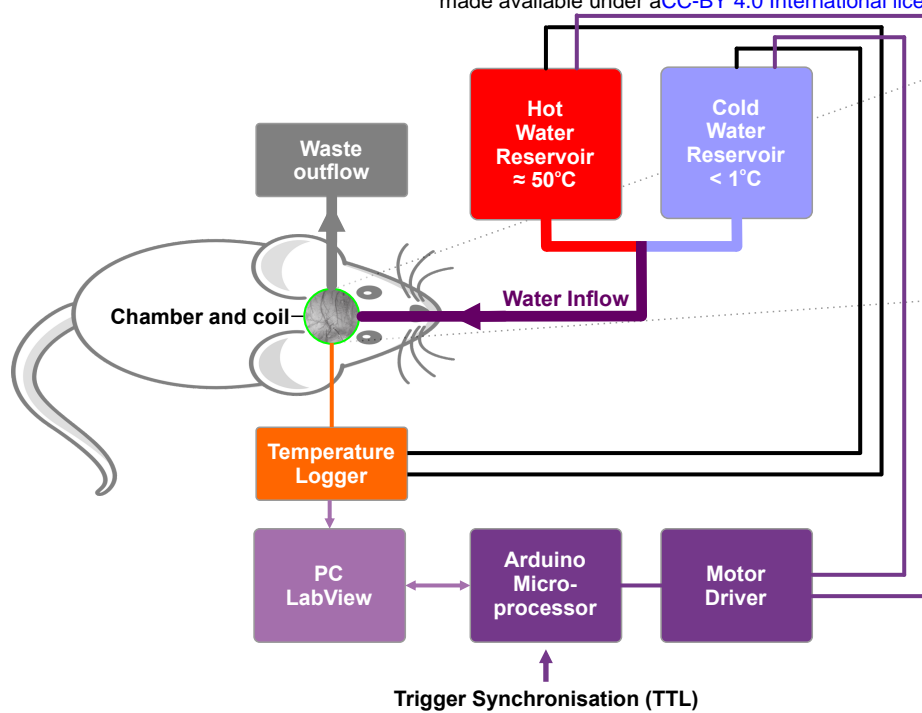 made available under aCC-BY 4.0 International lice
Hot
Water
Reservoir
≈ 50°C
Cold
Water
Reservoir
< 1°C
Waste
outflow
Water Inflow
Chamber and coil
Temperature
Logger
PC
LabView
Arduino
Micro-
processor
Motor
Driver
Trigger Synchronisation (TTL)